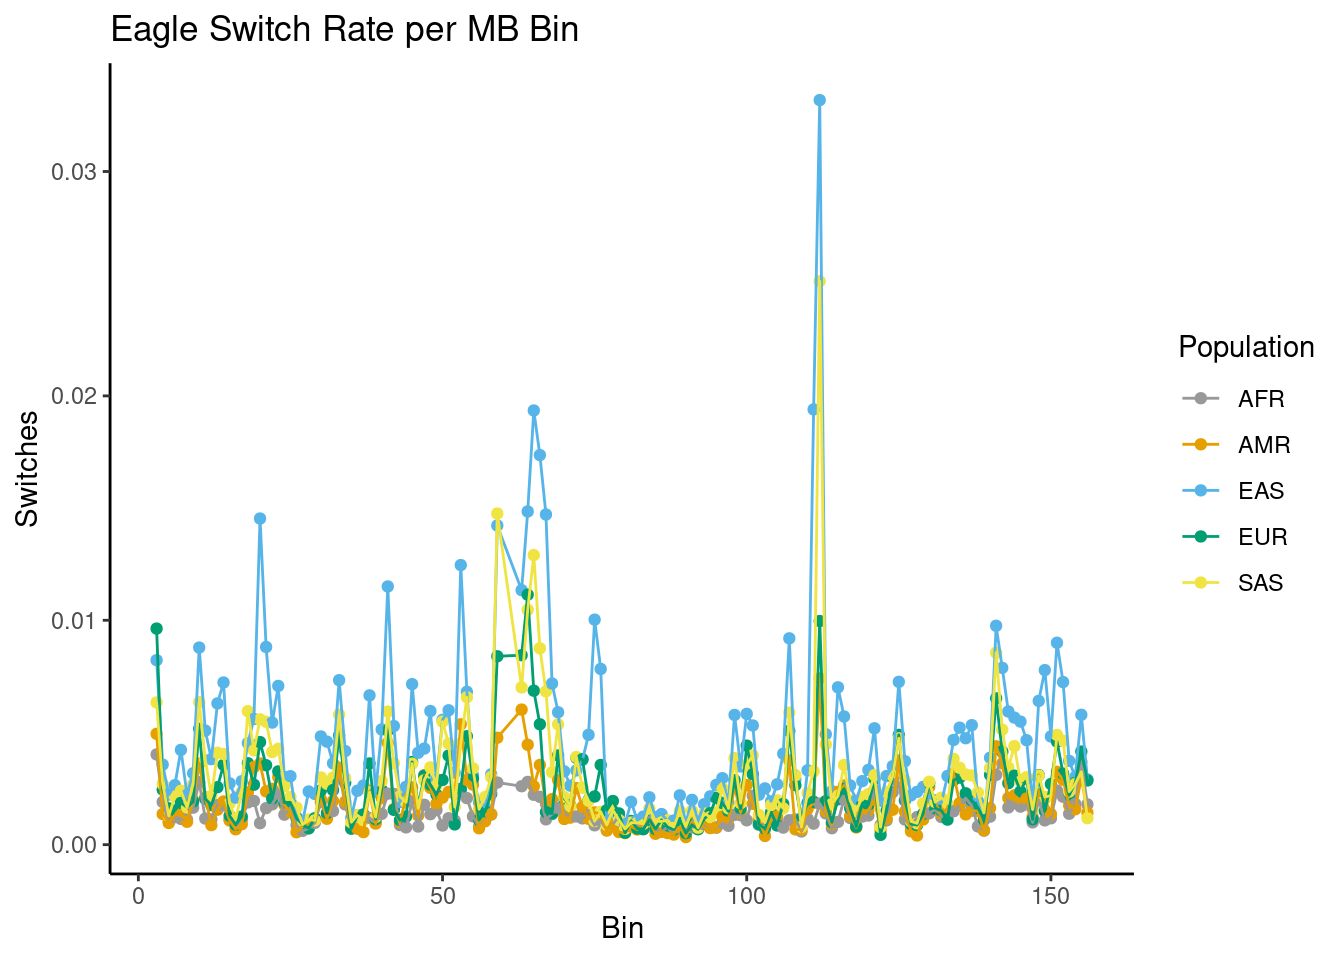 Eagle Switch Rate per MB Bin
Switches
0.03
0.02
0.01
0.00
0
50
100
150
Bin
Population
AFR
AMR
EAS
EUR
SAS